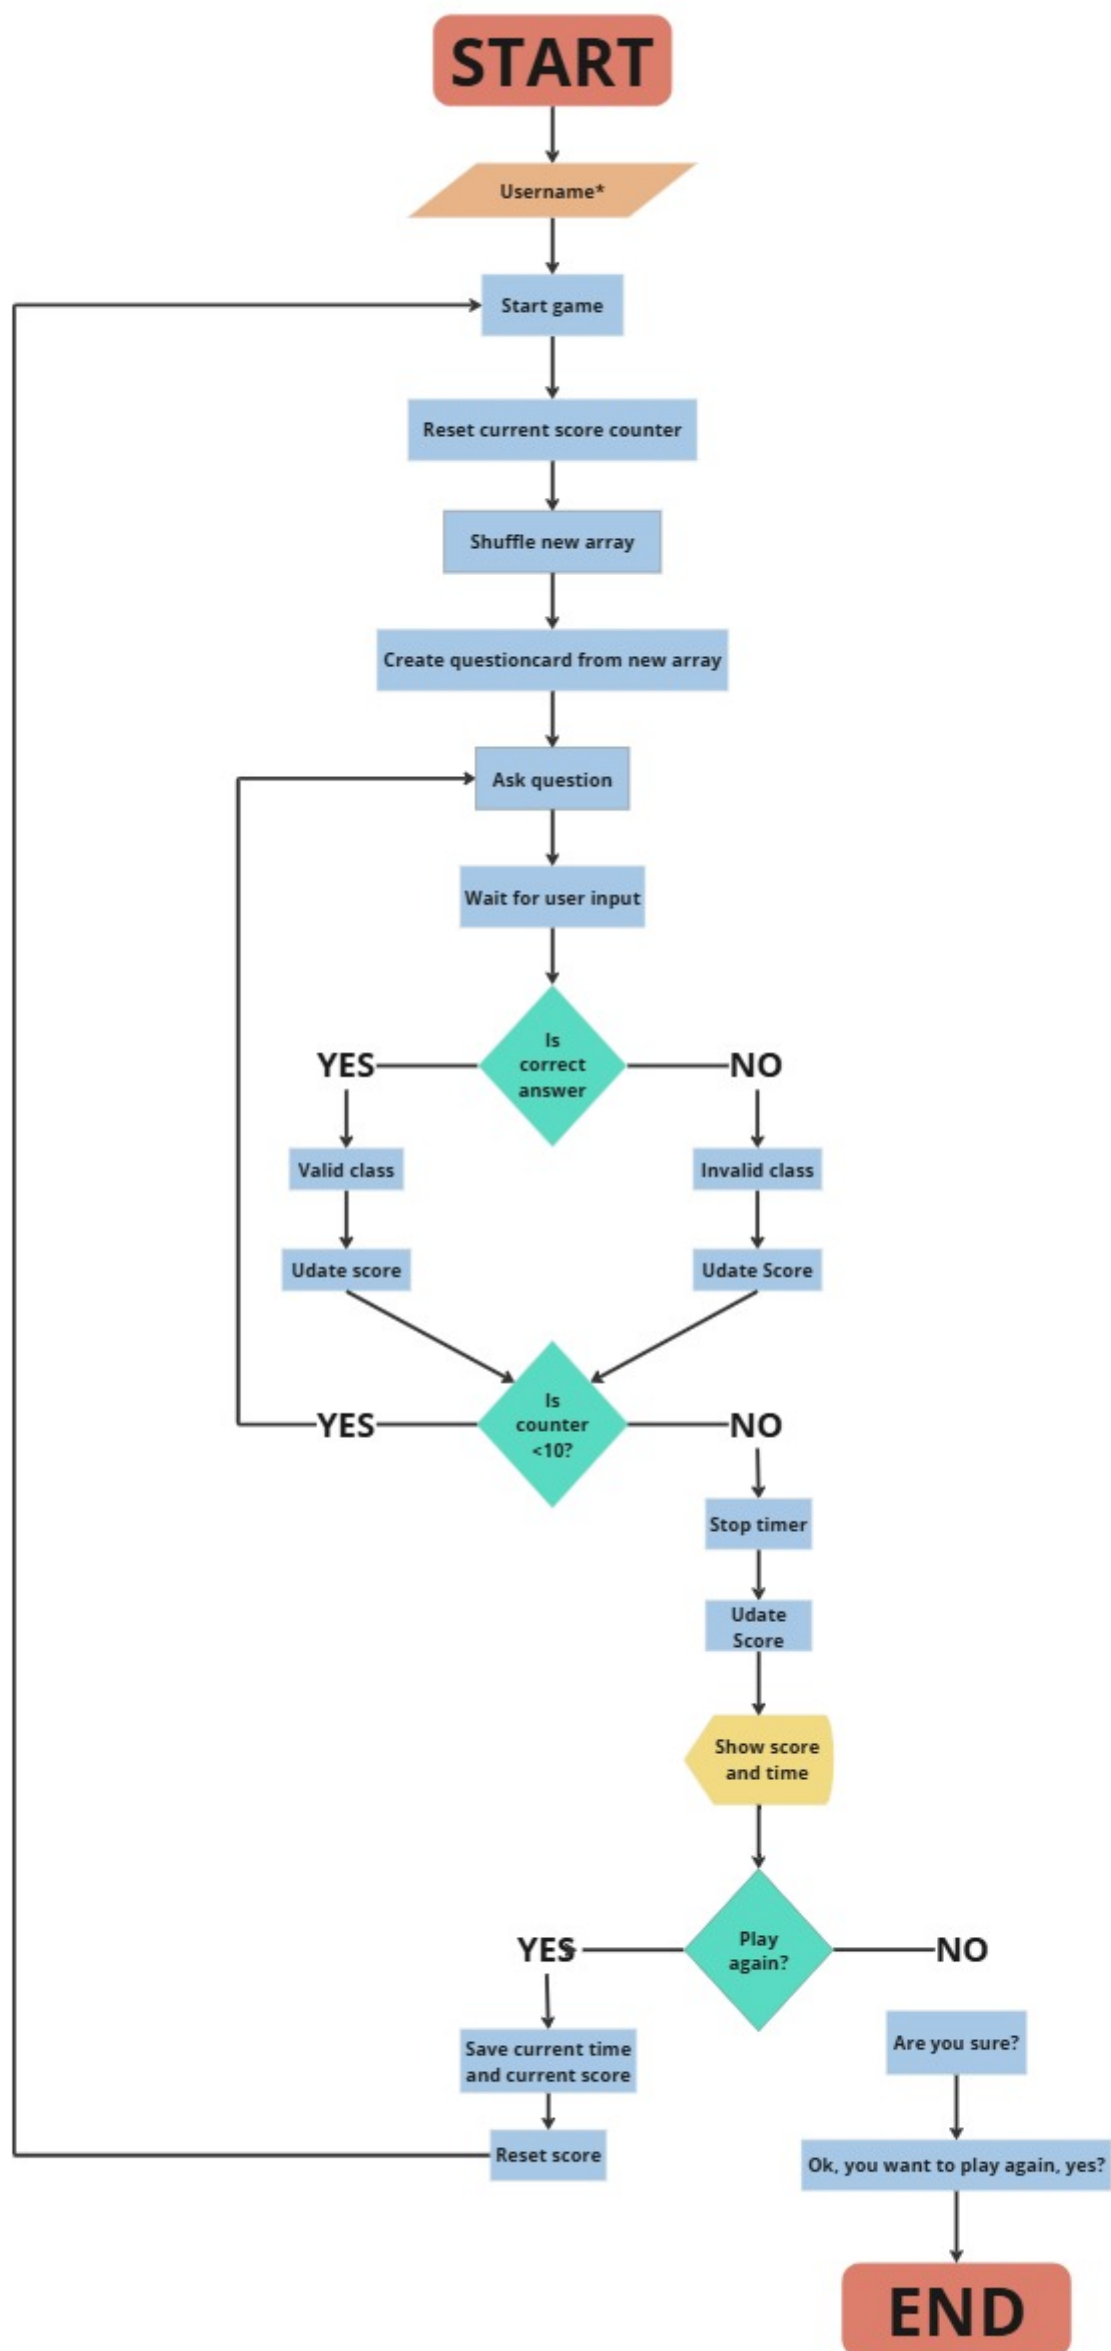 START
Username*
Start game
Reset current score counter
Shuffle new array
Create questioncard from new array
Ask question
Wait for user input
Is
correct
answer
YES
NO
Valid class
Invalid class
Udate score
Udate Score
Is
counter
<10?
YES
NO
Stop timer
Udate
Score
Show score
and time
Play
again?
YES
NO
Save current time
and current score
Are you sure?
Reset score
Ok, you want to play again, yes?
END